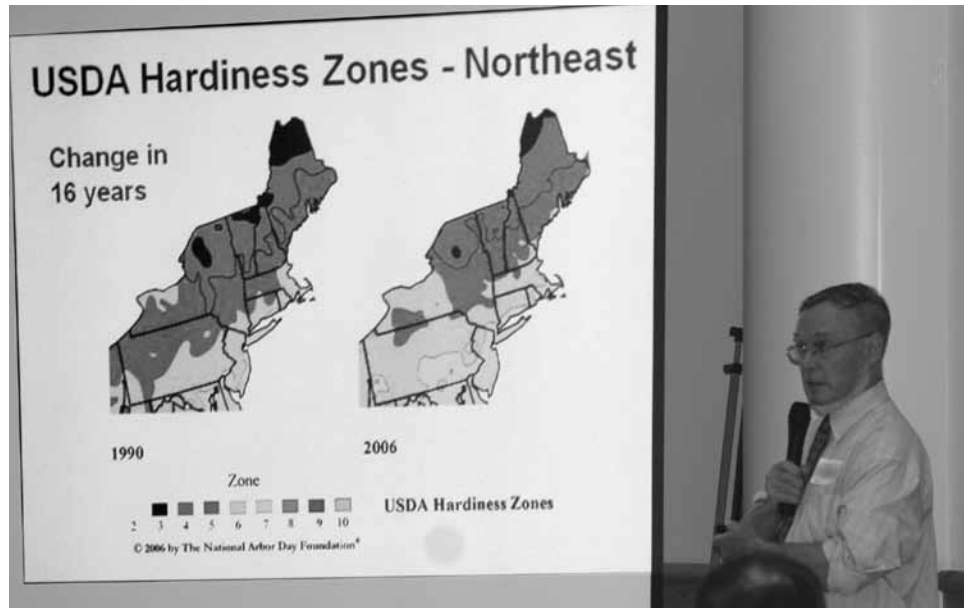 USDA Hardiness Zones - Northeast
Change in
16 years
1990
2006
Zone
2 3 4 5 6 7 8 9 10
USDA Hardiness Zones
© 2006 by The National Arbor Day Foundation®